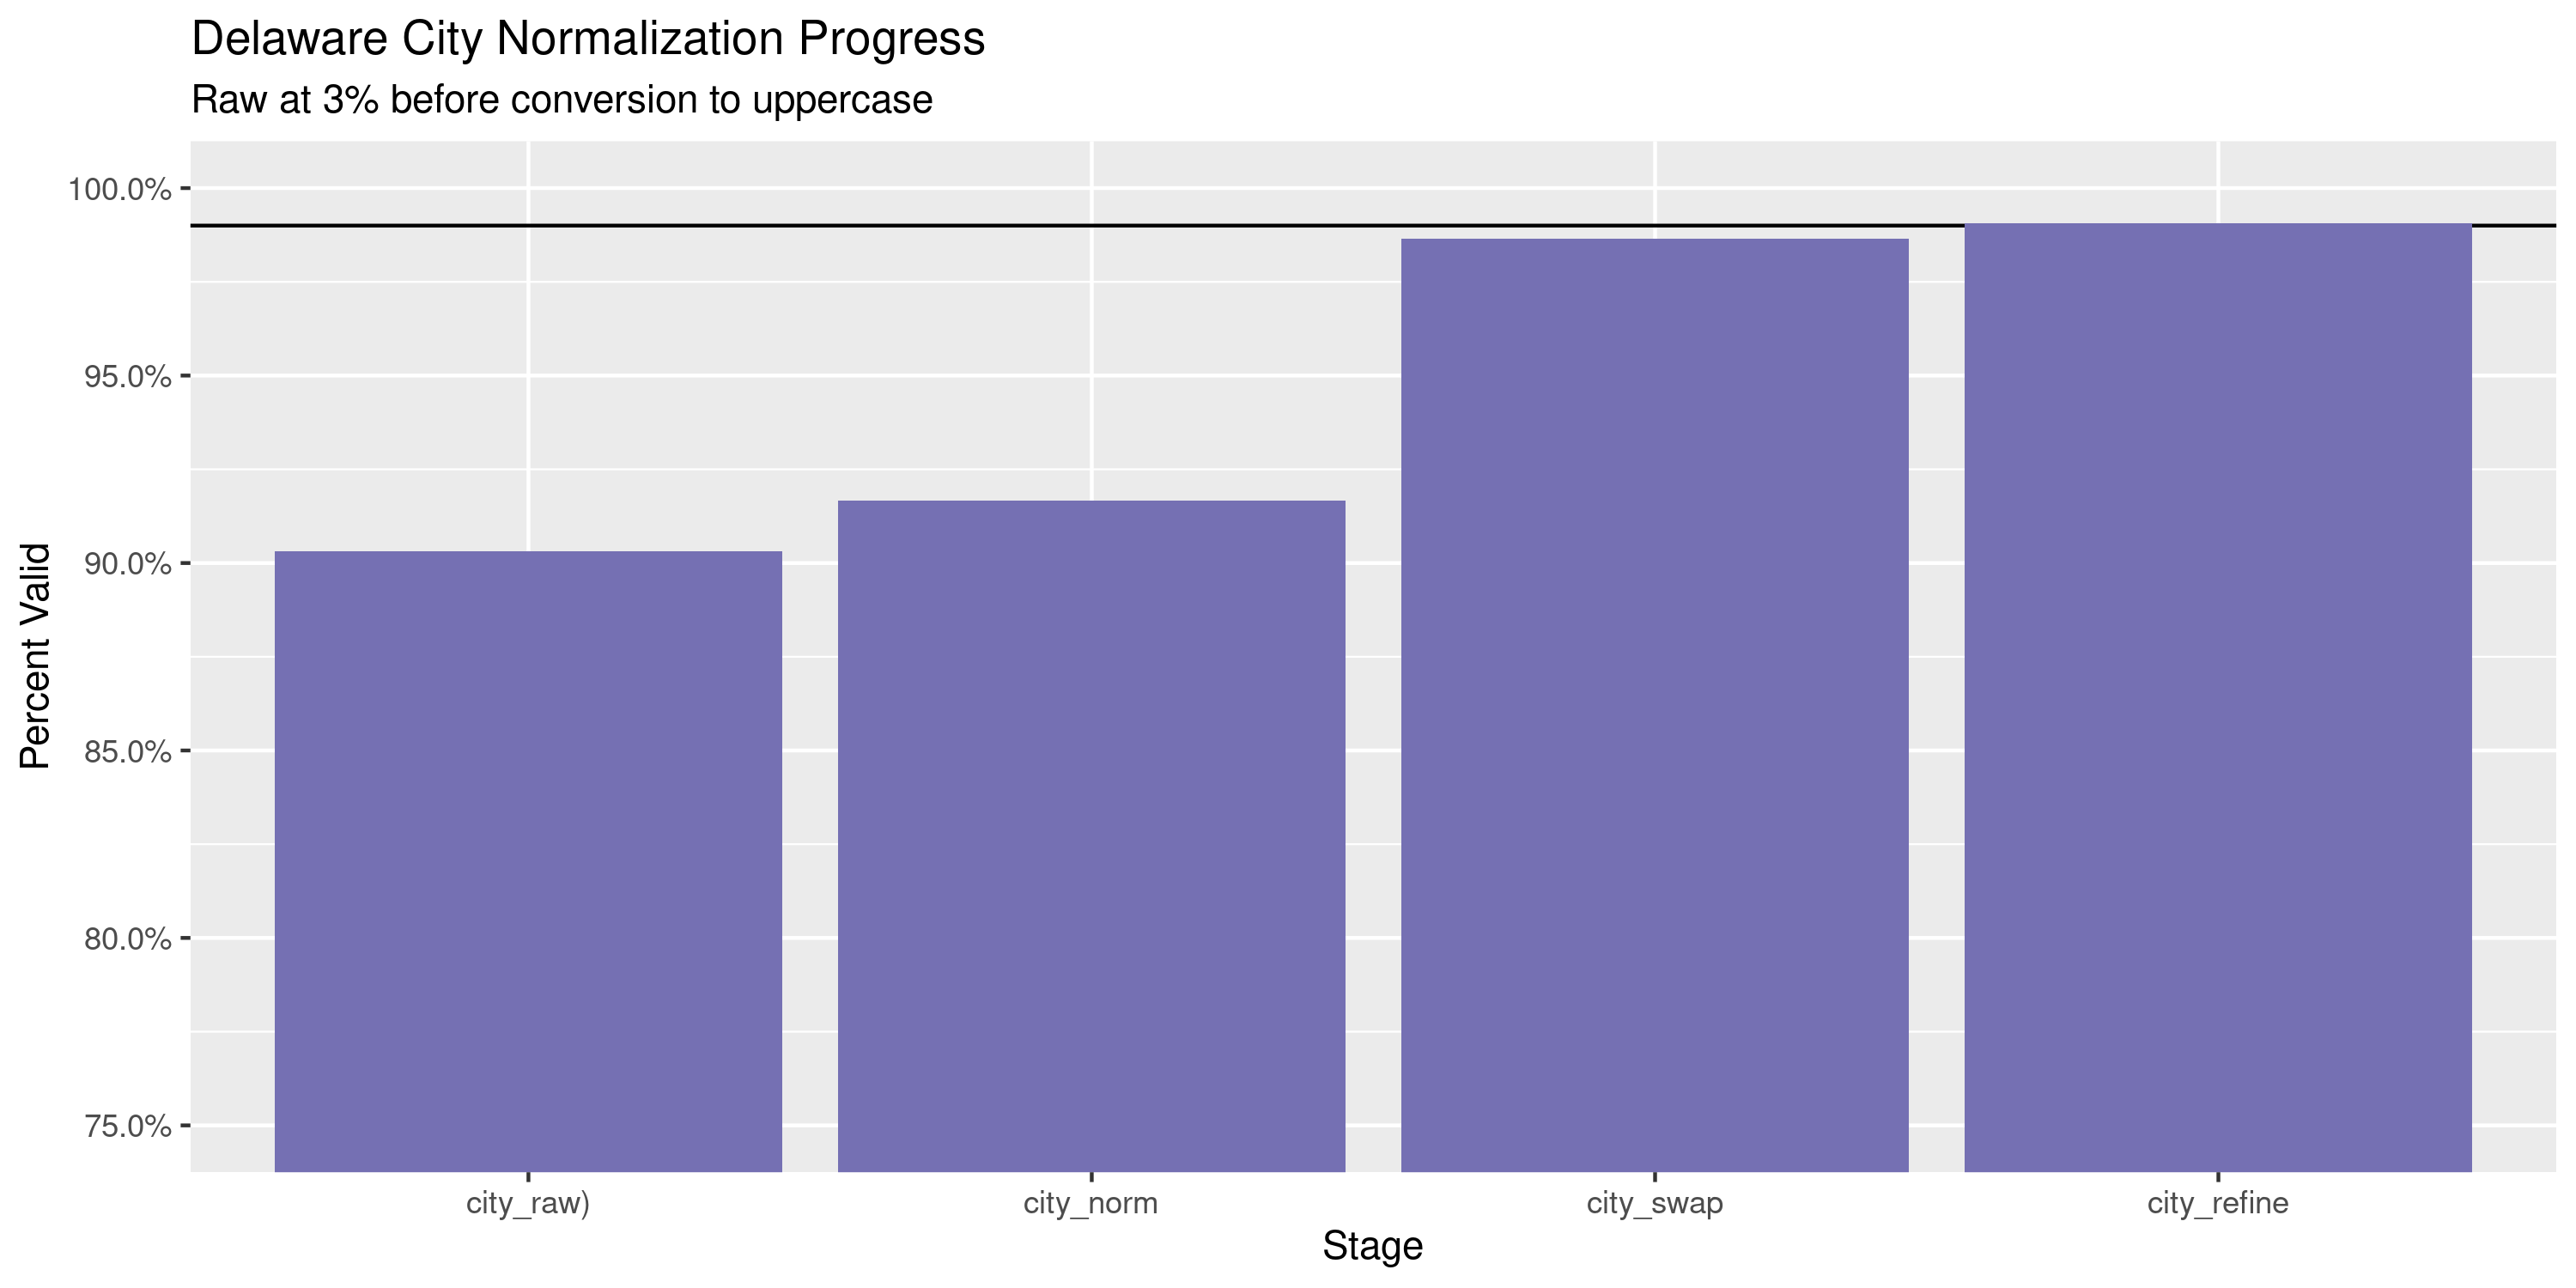 Delaware City Normalization Progress
Raw at 3% before conversion to uppercase
100.0%
95.0%
90.0%
85.0%
80.0%
75.0%
Percent Valid
city_raw)
city_norm
city_swap
city_refine
Stage